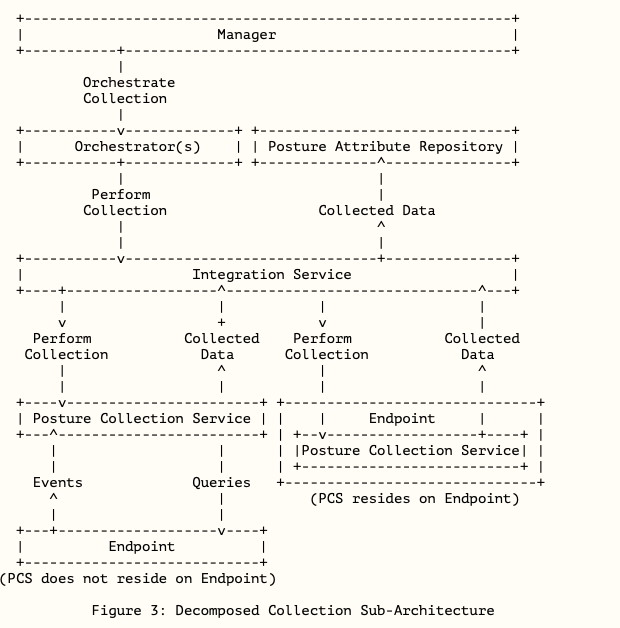 Manager
Orchestrate
Collection
Orchestrator(s) Posture Attribute Repository
Perform
Collection Collected Data
Integration Service
Perform Collected Perform Collected
Collection Data Collection Data
Posture Collection Service Endpoint
Posture Collection Service
Events Queries
(PCS resides on Endpoint)
Endpoint
(PCS does not reside on Endpoint)
Figure 3: Decomposed Collection Sub-Architecture